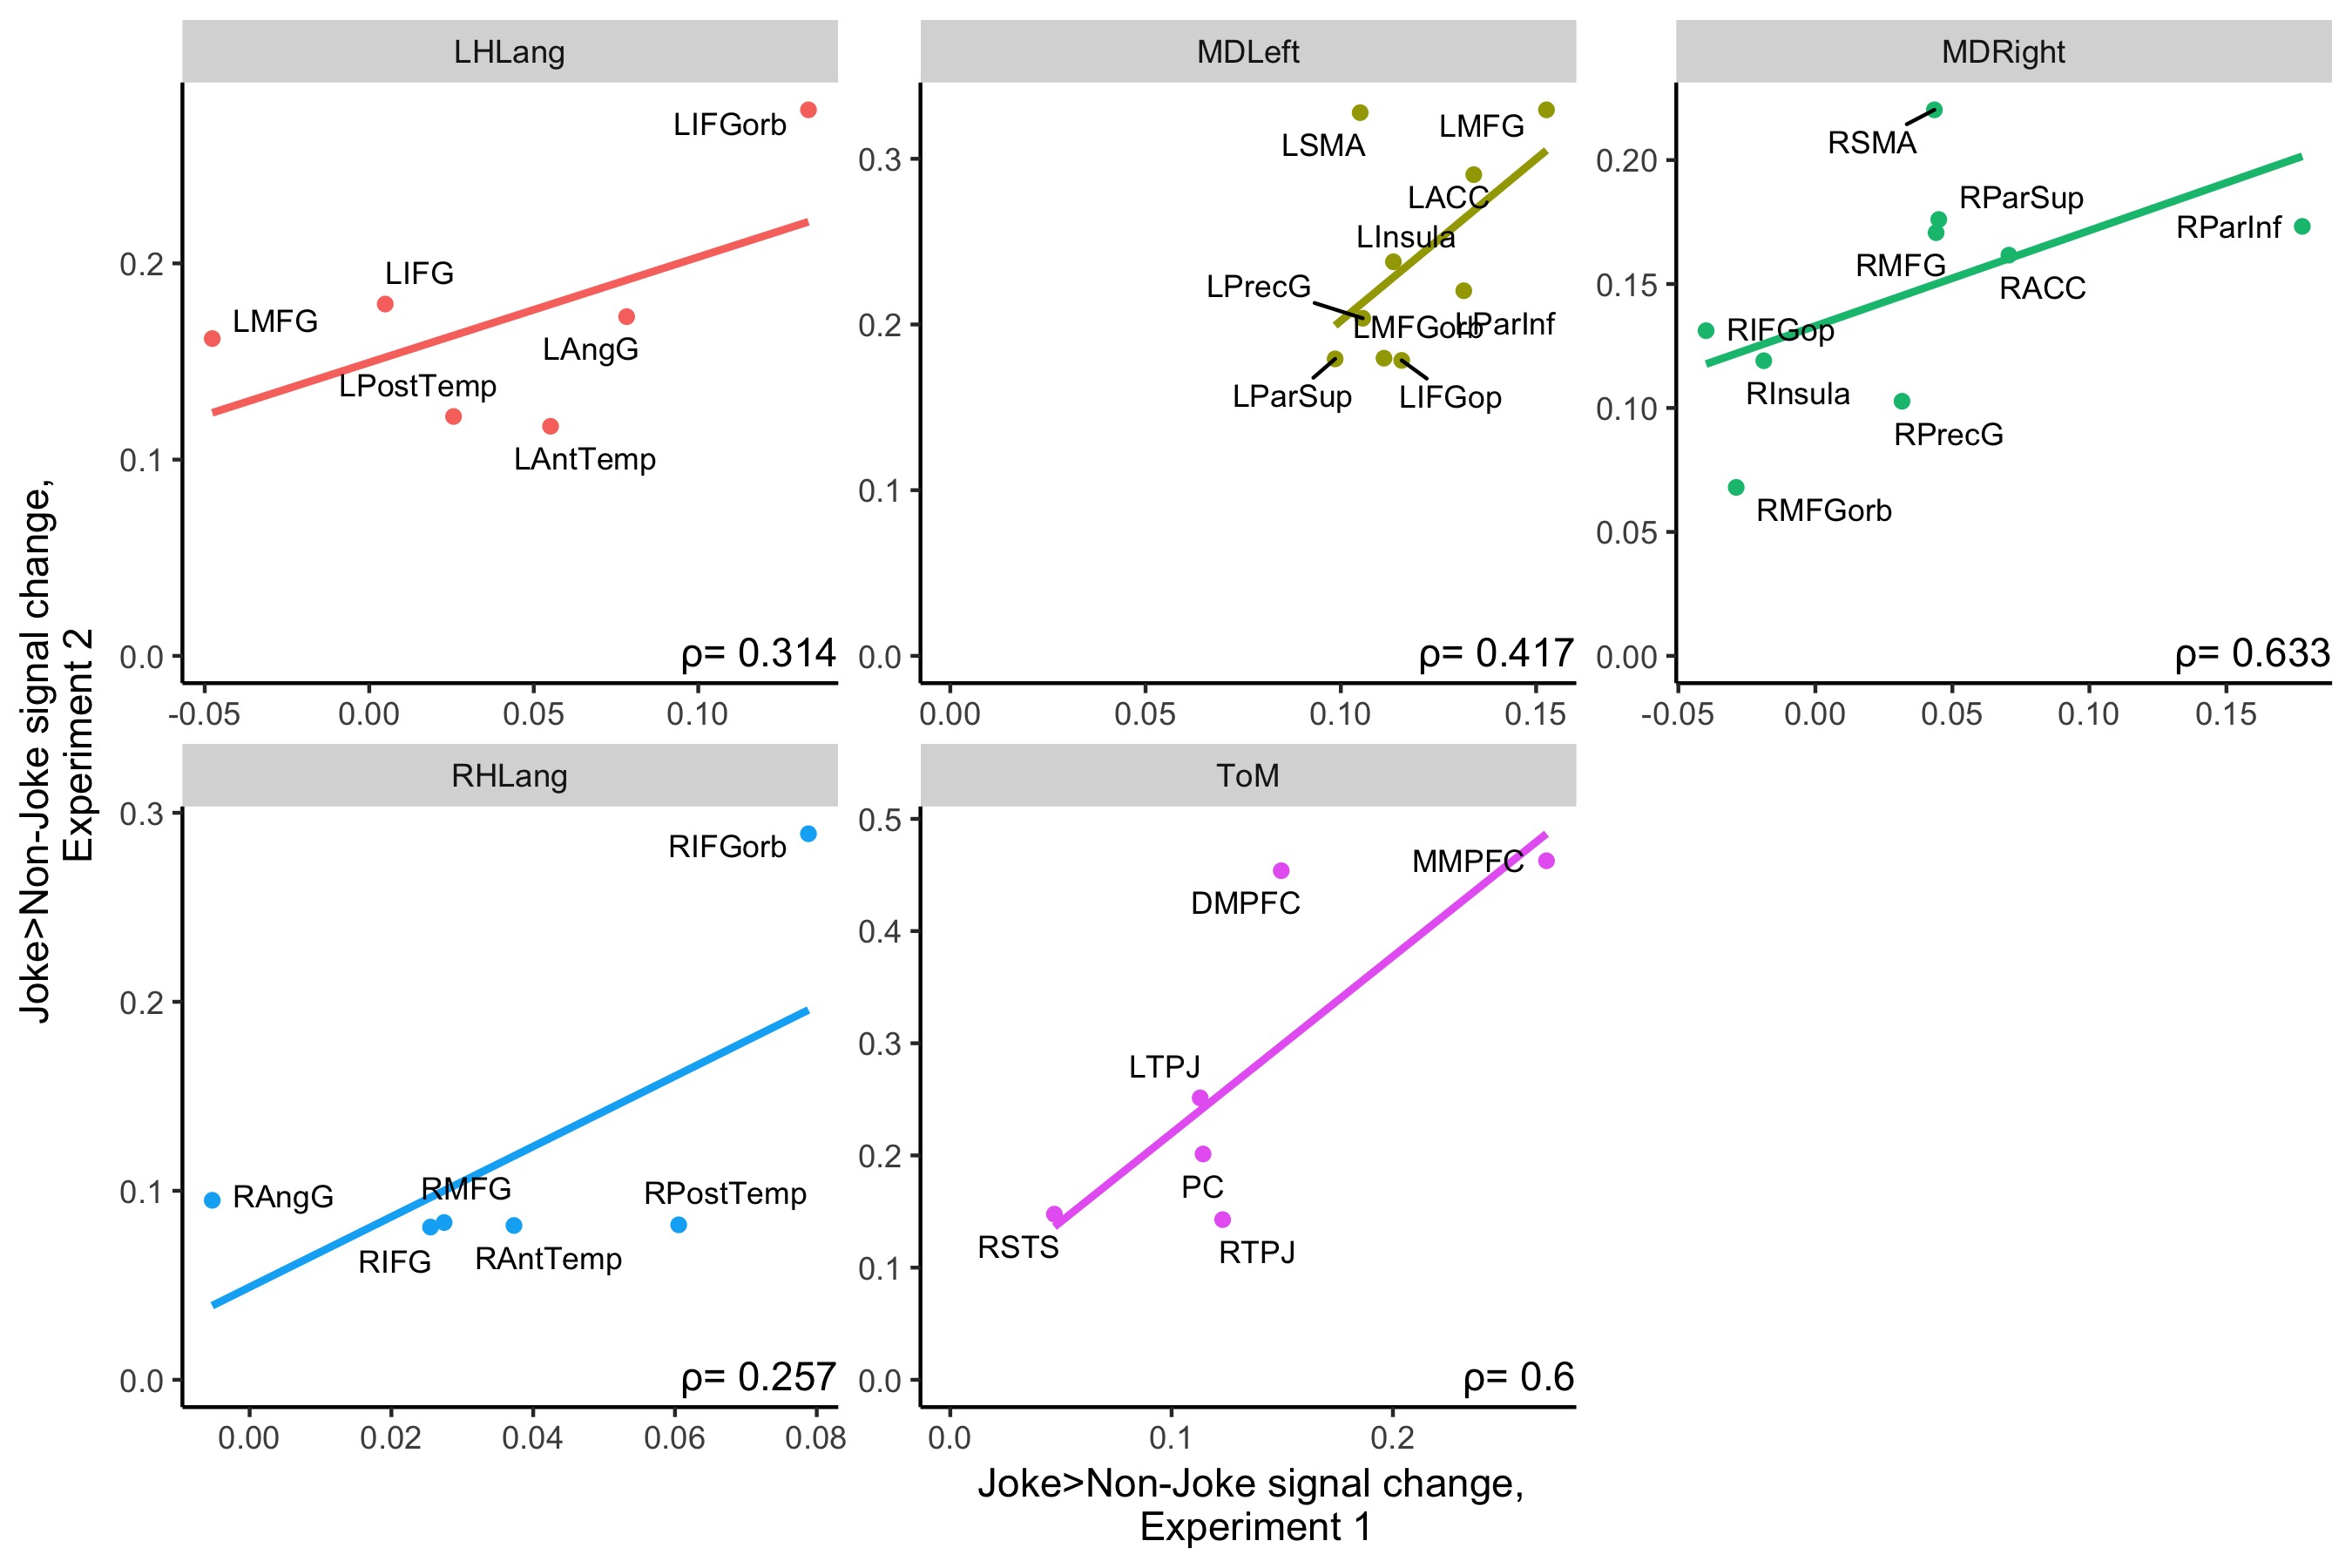 LHLang
MDLeft
MDRight
LIFGorb
LIFG
LMFG
LAngG
LPostTemp
LAntTemp
0.2
0.1
0.0
ρ= 0.314
-0.05 0.00 0.05 0.10
LSMA
LMFG
LACC
LInsula
LPrecG
LMFGorb
LParInf
LParSup
LIFGop
0.3
0.2
0.1
0.0
ρ= 0.417
0.00 0.05 0.10 0.15
RSMA
RParSup
RParInf
RMFG
RACC
RIFGop
RInsula
RPrecG
RMFGorb
0.20
0.15
0.10
0.05
0.00
ρ= 0.633
-0.05 0.00 0.05 0.10 0.15
Joke>Non-Joke signal change,
Experiment 2
RHLang
ToM
RIFGorb
RAngG
RMFG
RPostTemp
RIFG
RAntTemp
0.3
0.2
0.1
0.0
ρ= 0.257
0.00 0.02 0.04 0.06 0.08
MMPFC
DMPFC
LTPJ
PC
RSTS
RTPJ
0.5
0.4
0.3
0.2
0.1
0.0
ρ= 0.6
0.0 0.1 0.2
Joke>Non-Joke signal change,
Experiment 1